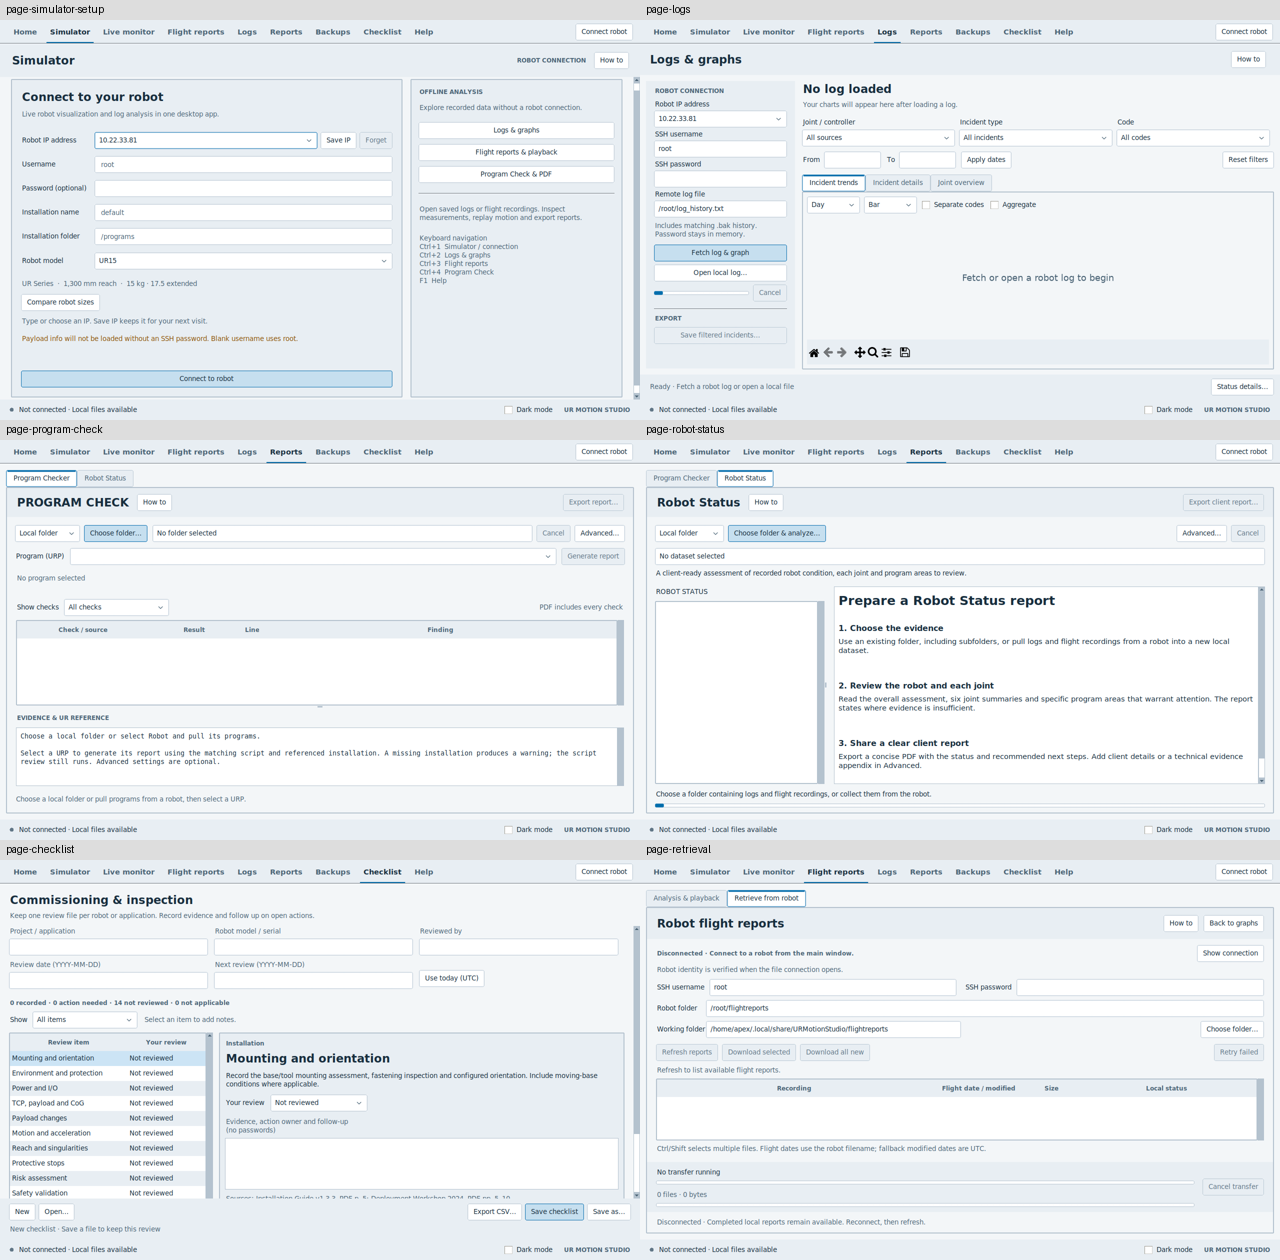 page-simulator-setup
Home Simulator Live monitor Flight reports Logs Reports Backups Checklist Help Connect robot
Simulator ROBOT CONNECTION How to
Connect to your robot
Live robot visualization and log analysis in one desktop app.
Robot IP address 10.22.33.81 Save IP Forget
Username root
Password (optional)
Installation name default
Installation folder /programs
Robot model UR15
UR Series · 1,300 mm reach · 15 kg · 17.5 extended
Compare robot sizes
Type or choose an IP. Save IP keeps it for your next visit.
Payload info will not be loaded without an SSH password. Blank username uses root.
Connect to robot
OFFLINE ANALYSIS
Explore recorded data without a robot connection.
Logs & graphs
Flight reports & playback
Program Check & PDF
Open saved logs or flight recordings. Inspect
measurements, replay motion and export reports.
Keyboard navigation
Ctrl+1 Simulator / connection
Ctrl+2 Logs & graphs
Ctrl+3 Flight reports
Ctrl+4 Program Check
F1 Help
Not connected · Local files available Dark mode UR MOTION STUDIO
page-logs
Home Simulator Live monitor Flight reports Logs Reports Backups Checklist Help Connect robot
Logs & graphs How to
ROBOT CONNECTION
Robot IP address
10.22.33.81
SSH username
root
SSH password
Remote log file
/root/log_history.txt
Includes matching .bak history.
Password stays in memory.
Fetch log & graph
Open local log...
Cancel
EXPORT
Save filtered incidents...
No log loaded
Your charts will appear here after loading a log.
Joint / controller Incident type Code
All sources All incidents All codes
From To Apply dates Reset filters
Incident trends Incident details Joint overview
Day Bar Separate codes Aggregate
Fetch or open a robot log to begin
Ready · Fetch a robot log or open a local file Status details...
Not connected · Local files available Dark mode UR MOTION STUDIO
page-program-check
Home Simulator Live monitor Flight reports Logs Reports Backups Checklist Help Connect robot
Program Checker Robot Status
PROGRAM CHECK How to Export report...
Local folder Choose folder... No folder selected Cancel Advanced...
Program (URP) Generate report
No program selected
Show checks All checks PDF includes every check
Check / source Result Line Finding
EVIDENCE & UR REFERENCE
Choose a local folder or select Robot and pull its programs.
Select a URP to generate its report using the matching script and referenced installation. A missing installation produces a warning; the script
review still runs. Advanced settings are optional.
Choose a local folder or pull programs from a robot, then select a URP.
Not connected · Local files available Dark mode UR MOTION STUDIO
page-robot-status
Home Simulator Live monitor Flight reports Logs Reports Backups Checklist Help Connect robot
Program Checker Robot Status
Robot Status How to Export client report...
Local folder Choose folder & analyze... Advanced... Cancel
No dataset selected
A client-ready assessment of recorded robot condition, each joint and program areas to review.
ROBOT STATUS
Prepare a Robot Status report
1. Choose the evidence
Use an existing folder, including subfolders, or pull logs and flight recordings from a robot into a new local
dataset.
2. Review the robot and each joint
Read the overall assessment, six joint summaries and specific program areas that warrant attention. The report
states where evidence is insufficient.
3. Share a clear client report
Export a concise PDF with the status and recommended next steps. Add client details or a technical evidence
appendix in Advanced.
Choose a folder containing logs and flight recordings, or collect them from the robot.
Not connected · Local files available Dark mode UR MOTION STUDIO
page-checklist
Home Simulator Live monitor Flight reports Logs Reports Backups Checklist Help Connect robot
Commissioning & inspection
Keep one review file per robot or application. Record evidence and follow up on open actions.
Project / application Robot model / serial Reviewed by
Review date (YYYY-MM-DD) Next review (YYYY-MM-DD)
Use today (UTC)
0 recorded · 0 action needed · 14 not reviewed · 0 not applicable
Show All items Select an item to add notes.
Review item Your review
Mounting and orientation Not reviewed
Environment and protection Not reviewed
Power and I/O Not reviewed
TCP, payload and CoG Not reviewed
Payload changes Not reviewed
Motion and acceleration Not reviewed
Reach and singularities Not reviewed
Protective stops Not reviewed
Risk assessment Not reviewed
Safety validation Not reviewed
Installation
Mounting and orientation
Record the base/tool mounting assessment, fastening inspection and configured orientation. Include moving-base
conditions where applicable.
Your review Not reviewed
Evidence, action owner and follow-up
(no passwords)
New Open... Export CSV... Save checklist Save as...
New checklist · Save a file to keep this review
Not connected · Local files available Dark mode UR MOTION STUDIO
page-retrieval
Home Simulator Live monitor Flight reports Logs Reports Backups Checklist Help Connect robot
Analysis & playback Retrieve from robot
Robot flight reports How to Back to graphs
Disconnected · Connect to a robot from the main window. Show connection
Robot identity is verified when the file connection opens.
SSH username root SSH password
Robot folder /root/flightreports
Working folder /home/apex/.local/share/URMotionStudio/flightreports Choose folder...
Refresh reports Download selected Download all new Retry failed
Refresh to list available flight reports.
Recording Flight date / modified Size Local status
Ctrl/Shift selects multiple files. Flight dates use the robot filename; fallback modified dates are UTC.
No transfer running
0 files · 0 bytes Cancel transfer
Disconnected · Completed local reports remain available. Reconnect, then refresh.
Not connected · Local files available Dark mode UR MOTION STUDIO